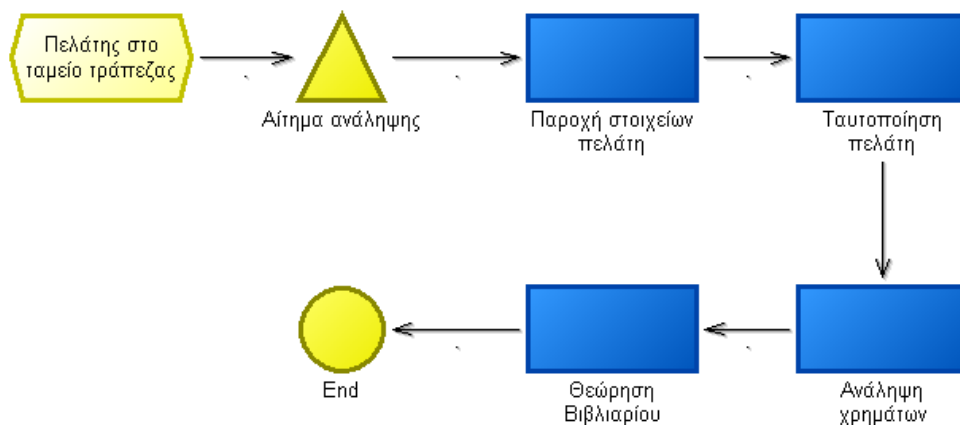 Πελάτης στο
ταμείο τράπεζας
Αίτημα ανάληψης
Παροχή στοιχείων
πελάτη
Ταυτοποίηση
πελάτη
End
Θεώρηση
Βιβλιαρίου
Ανάληψη
χρημάτων